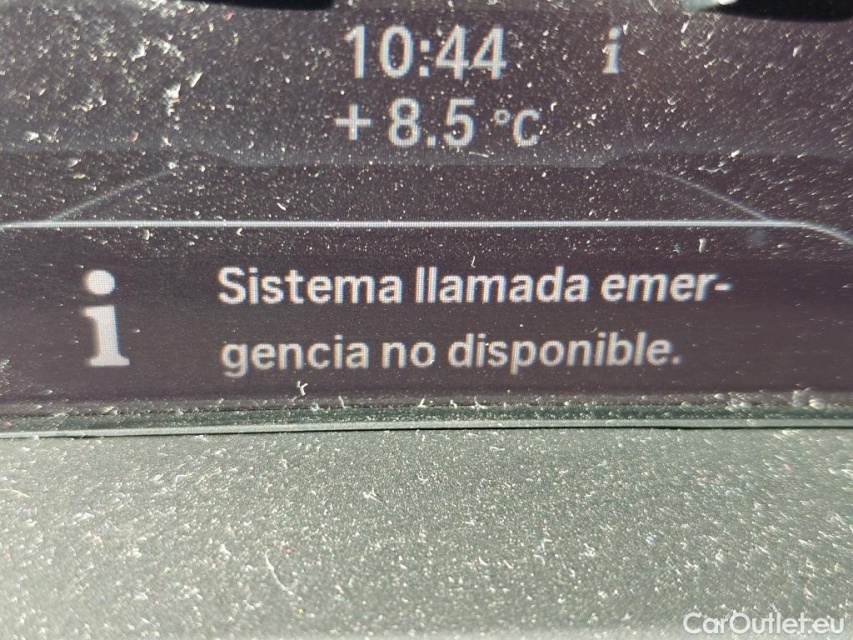 10:44 i
+ 8.5 °C
i Sistema llamada emer-
gencia no disponible.
CarOutlet.eu